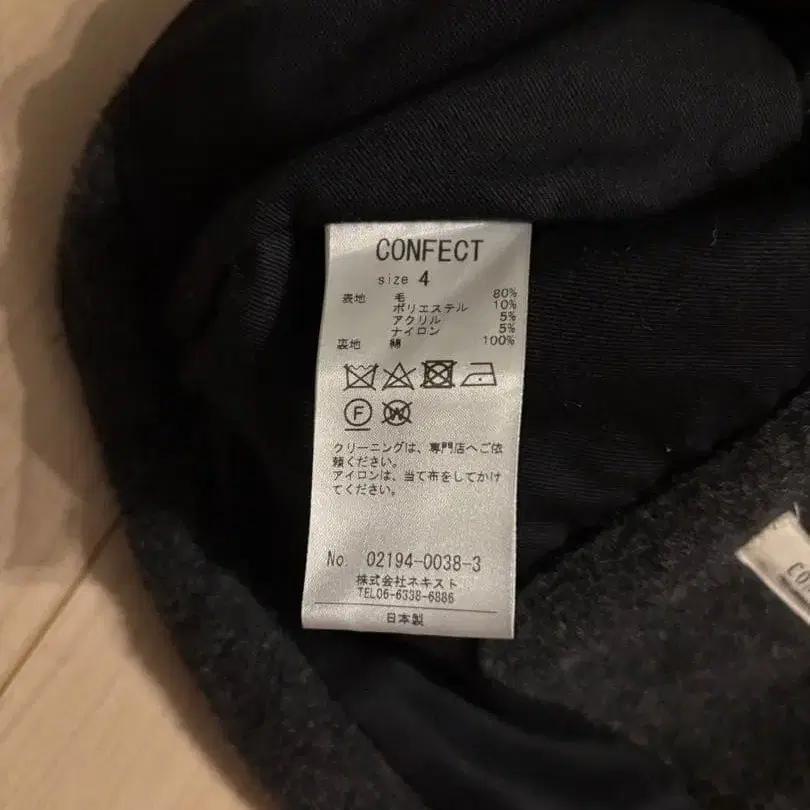 CONFECT
size 4
表地 毛 80%
ポリエステル 10%
アクリル 5%
ナイロン 5%
裏地 綿 100%
F W
クリーニングは、専門店へご依
頼ください。
アイロンは、当て布をしてかけ
てください。
No. 02194-0038-3
株式会社ネキスト
TEL06-6338-6886
日本製